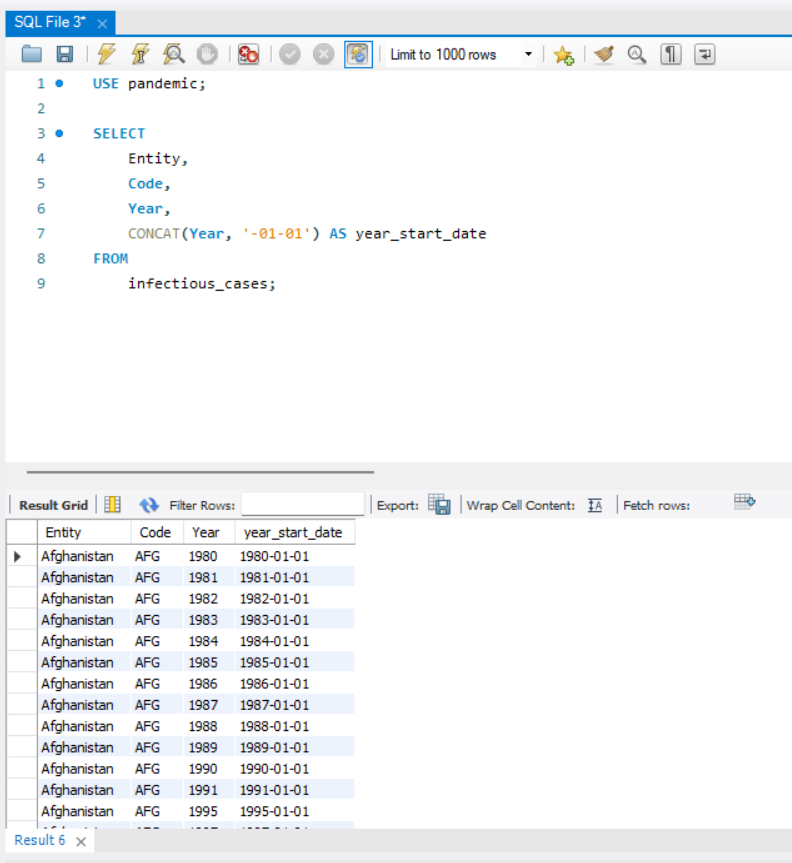 SQL File 3*
Limit to 1000 rows
1 USE pandemic;
2
3 SELECT
4 Entity,
5 Code,
6 Year,
7 CONCAT(Year, '-01-01') AS year_start_date
8 FROM
9 infectious_cases;
Result Grid Filter Rows: Export: Wrap Cell Content: Fetch rows:
Entity Code Year year_start_date
Afghanistan AFG 1980 1980-01-01
Afghanistan AFG 1981 1981-01-01
Afghanistan AFG 1982 1982-01-01
Afghanistan AFG 1983 1983-01-01
Afghanistan AFG 1984 1984-01-01
Afghanistan AFG 1985 1985-01-01
Afghanistan AFG 1986 1986-01-01
Afghanistan AFG 1987 1987-01-01
Afghanistan AFG 1988 1988-01-01
Afghanistan AFG 1989 1989-01-01
Afghanistan AFG 1990 1990-01-01
Afghanistan AFG 1991 1991-01-01
Afghanistan AFG 1995 1995-01-01
Result 6